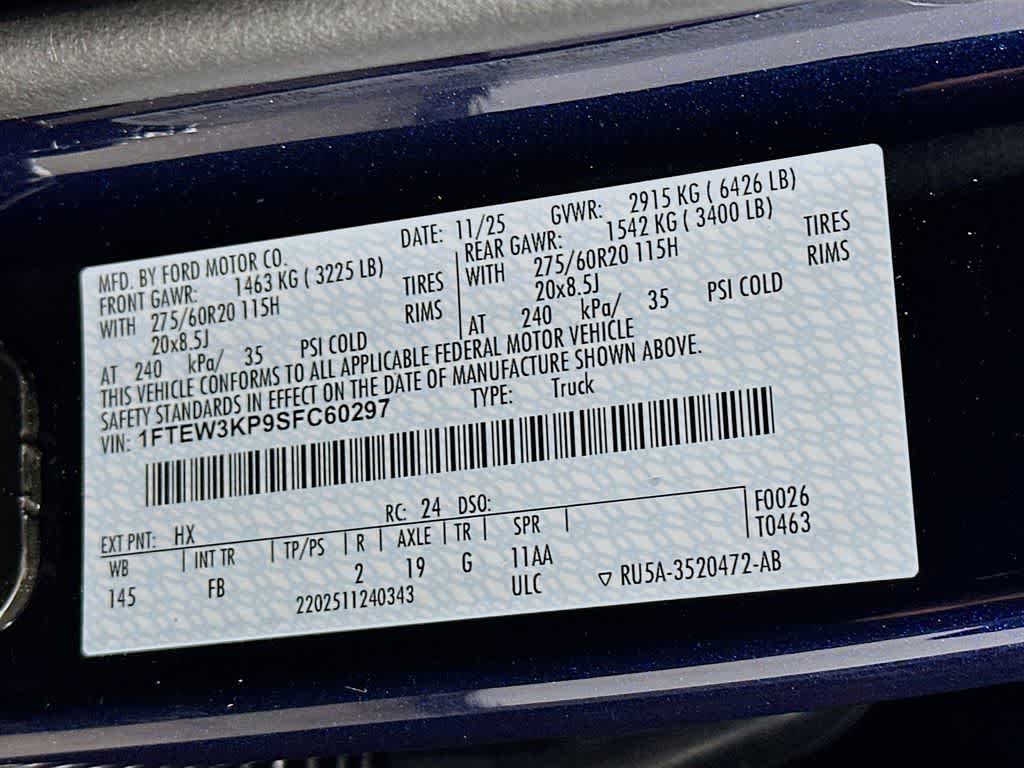 MFD. BY FORD MOTOR CO. DATE: 11/25 GVWR: 2915 KG ( 6426 LB)
FRONT GAWR: 1463 KG ( 3225 LB) REAR GAWR: 1542 KG ( 3400 LB)
WITH 275/60R20 115H TIRES WITH 275/60R20 115H TIRES
20x8.5J RIMS 20x8.5J RIMS
AT 240 kPa/ 35 PSI COLD AT 240 kPa/ 35 PSI COLD
THIS VEHICLE CONFORMS TO ALL APPLICABLE FEDERAL MOTOR VEHICLE
SAFETY STANDARDS IN EFFECT ON THE DATE OF MANUFACTURE SHOWN ABOVE.
VIN: 1FTEW3KP9SFC60297 TYPE: Truck
EXT PNT: HX RC: 24 DSO: F0026
WB INT TR TP/PS R AXLE TR SPR T0463
145 FB 2 19 G 11AA
2202511240343 ULC ▽ RU5A-3520472-AB